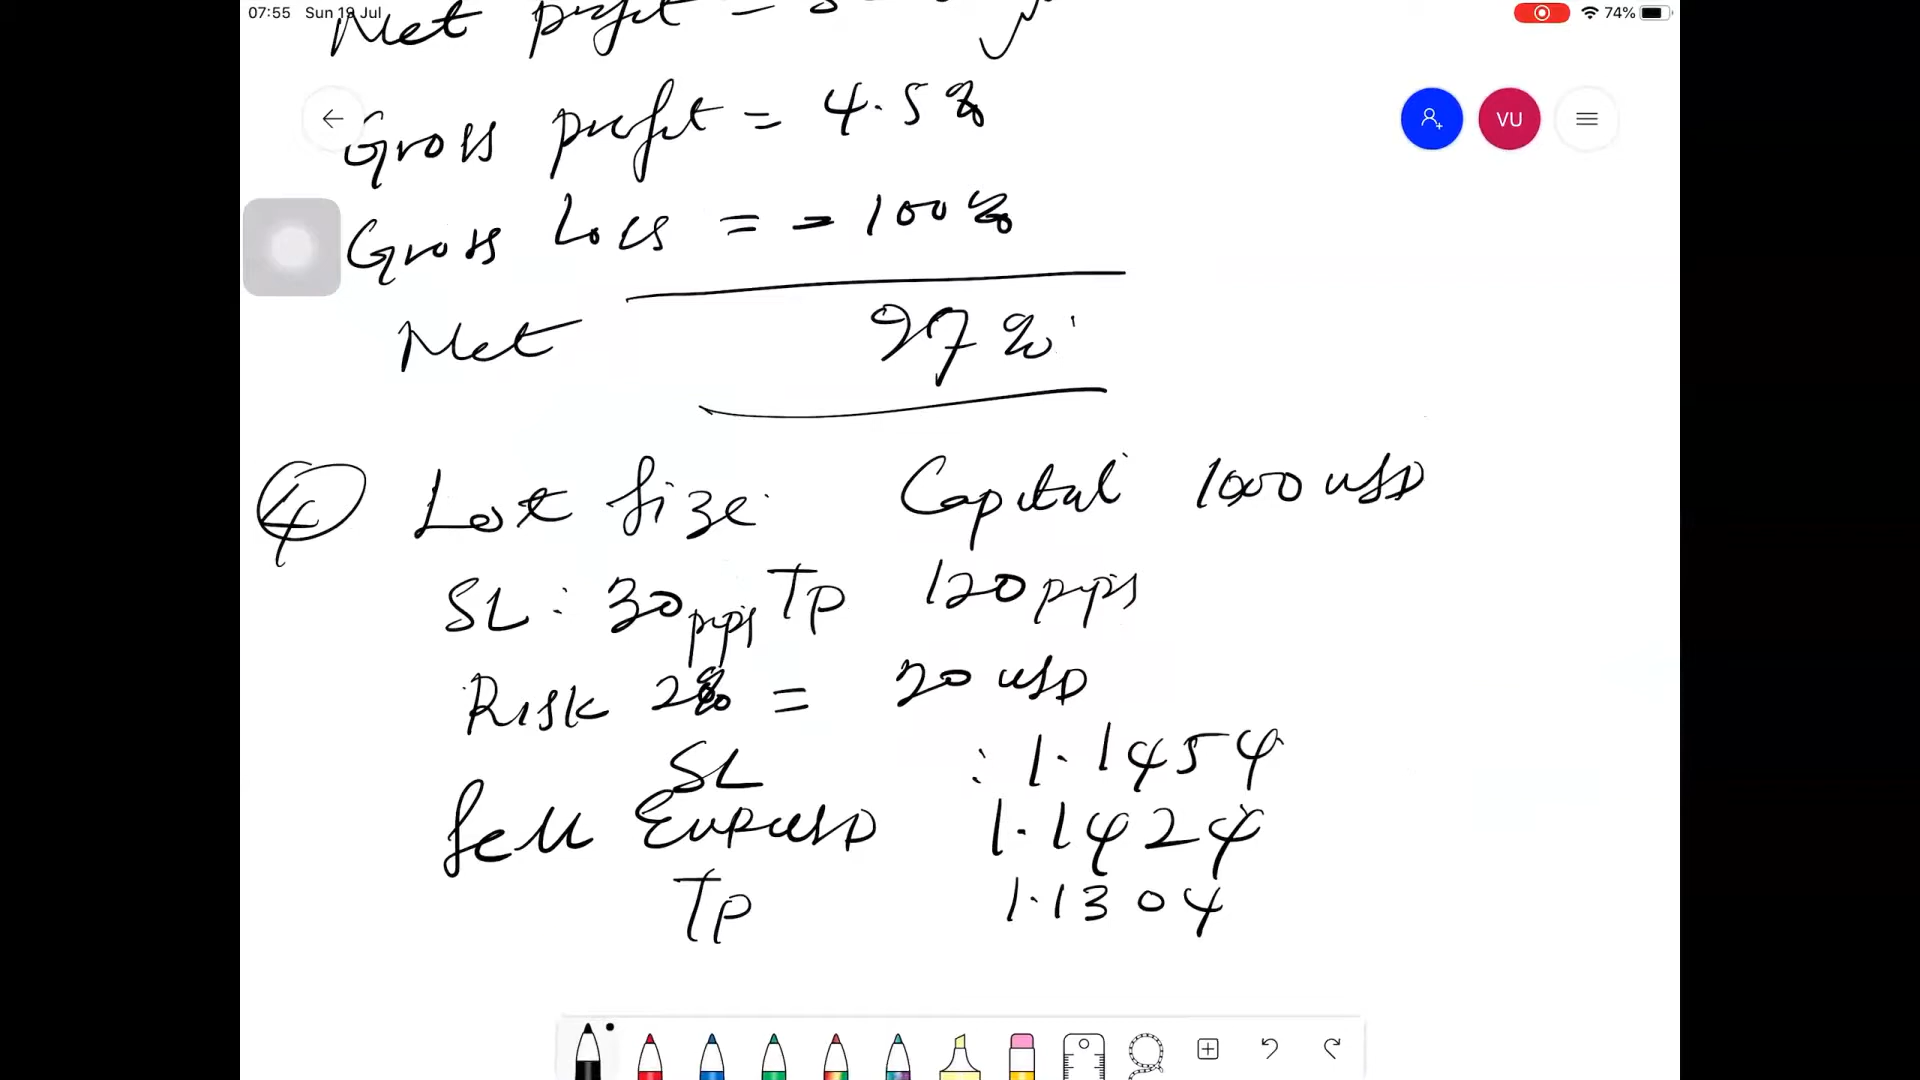 07:55 Sun 19 Jul 74%
Net profit =
Gross profit = 4.5%
VU
Gross Loss = - 100%
Net 97%
④ Lot Size: Capital 1000 USD
SL: 30 pips Tp 120 pips
Risk 2% = 20 USD
SL : 1.1454
Sell EURUSD 1.1424
Tp 1.1304